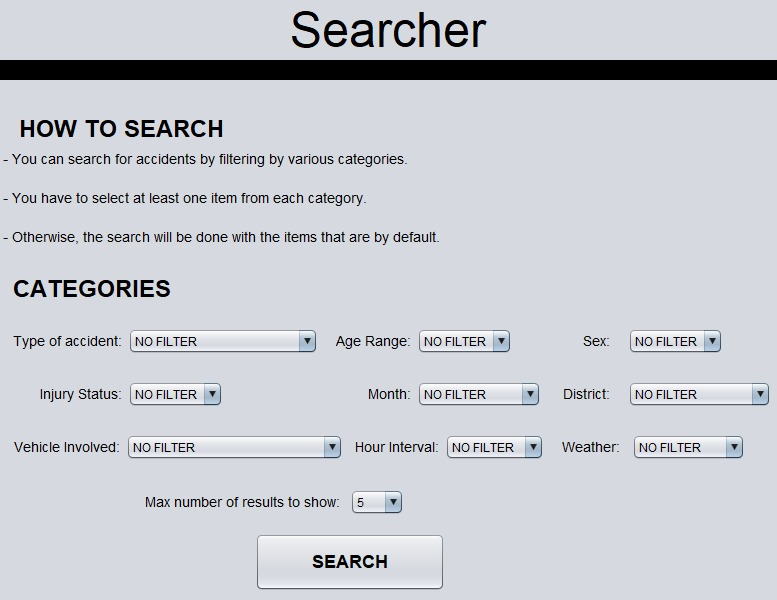 Searcher
HOW TO SEARCH
- You can search for accidents by filtering by various categories.
- You have to select at least one item from each category.
- Otherwise, the search will be done with the items that are by default.
CATEGORIES
Type of accident: NO FILTER Age Range: NO FILTER Sex: NO FILTER
Injury Status: NO FILTER Month: NO FILTER District: NO FILTER
Vehicle Involved: NO FILTER Hour Interval: NO FILTER Weather: NO FILTER
Max number of results to show: 5
SEARCH